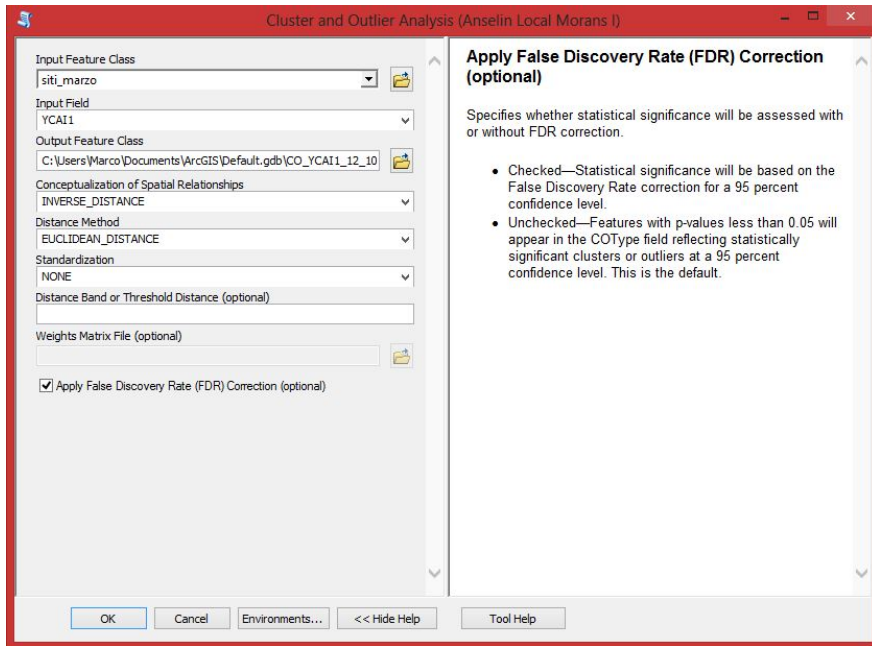 Cluster and Outlier Analysis (Anselin Local Morans I)
Input Feature Class
siti_marzo
Input Field
YCAI1
Output Feature Class
C:\Users\Marco\Documents\ArcGIS\Default.gdb\CO_YCAI1_12_10
Conceptualization of Spatial Relationships
INVERSE_DISTANCE
Distance Method
EUCLIDEAN_DISTANCE
Standardization
NONE
Distance Band or Threshold Distance (optional)
Weights Matrix File (optional)
Apply False Discovery Rate (FDR) Correction (optional)
Apply False Discovery Rate (FDR) Correction
(optional)
Specifies whether statistical significance will be assessed with
or without FDR correction.
• Checked—Statistical significance will be based on the
False Discovery Rate correction for a 95 percent
confidence level.
• Unchecked—Features with p-values less than 0.05 will
appear in the COType field reflecting statistically
significant clusters or outliers at a 95 percent
confidence level. This is the default.
OK
Cancel
Environments...
<< Hide Help
Tool Help